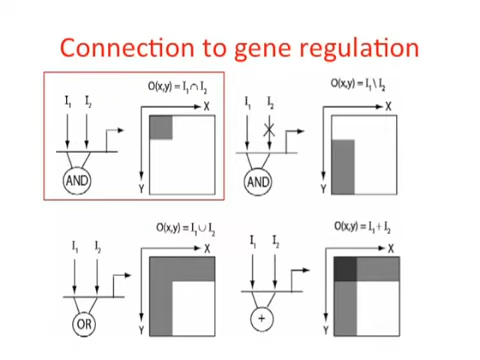 Connection to gene regulation
O(x,y) = I₁ ∩ I₂
I₁ I₂
X
AND
Y
O(x,y) = I₁ \ I₂
I₁ I₂
X
AND
Y
O(x,y) = I₁ ∪ I₂
I₁ I₂
X
OR
Y
O(x,y) = I₁ + I₂
I₁ I₂
X
+
Y